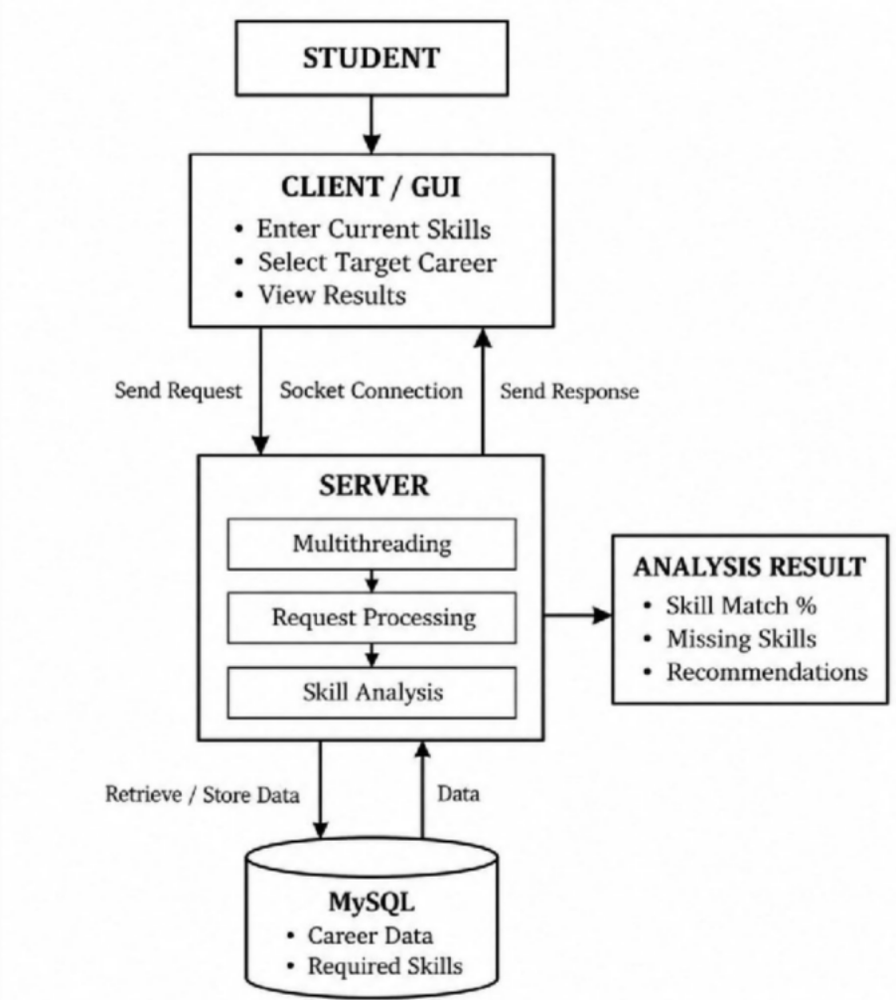 STUDENT
CLIENT / GUI
• Enter Current Skills
• Select Target Career
• View Results
Send Request
Socket Connection
Send Response
SERVER
Multithreading
Request Processing
Skill Analysis
ANALYSIS RESULT
• Skill Match %
• Missing Skills
• Recommendations
Retrieve / Store Data
Data
MySQL
• Career Data
• Required Skills